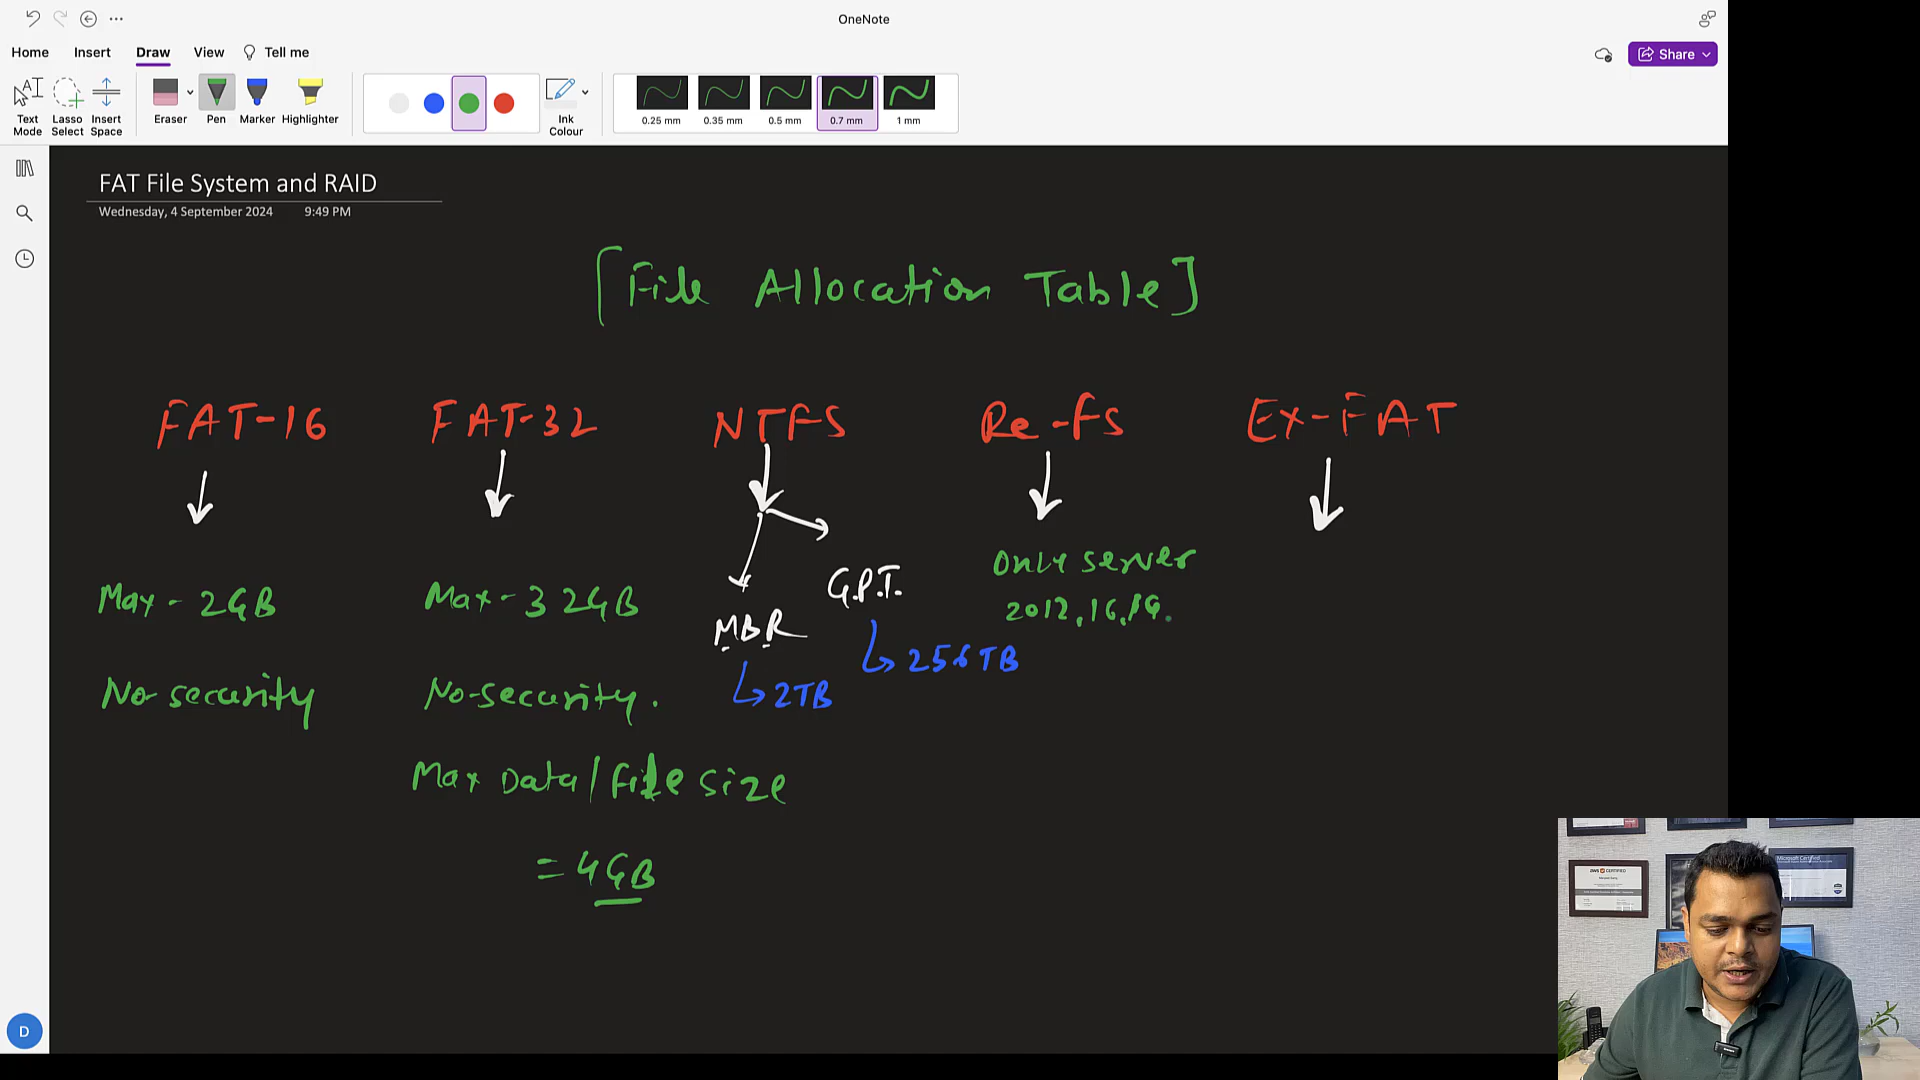 OneNote
Home Insert Draw View Tell me
Share
Text Mode
Lasso Select
Insert Space
Eraser
Pen
Marker
Highlighter
Ink Colour
0.25 mm
0.35 mm
0.5 mm
0.7 mm
1 mm
FAT File System and RAID
Wednesday, 4 September 2024 9:49 PM
[File Allocation Table]
FAT-16 FAT-32 NTFS Re-FS EX-FAT
Max - 2GB
No-security
Max - 32GB
No-security.
Max Data/File size
= 4GB
MBR
2TB
G.P.T.
256TB
Only server
2012, 16, 19.
D